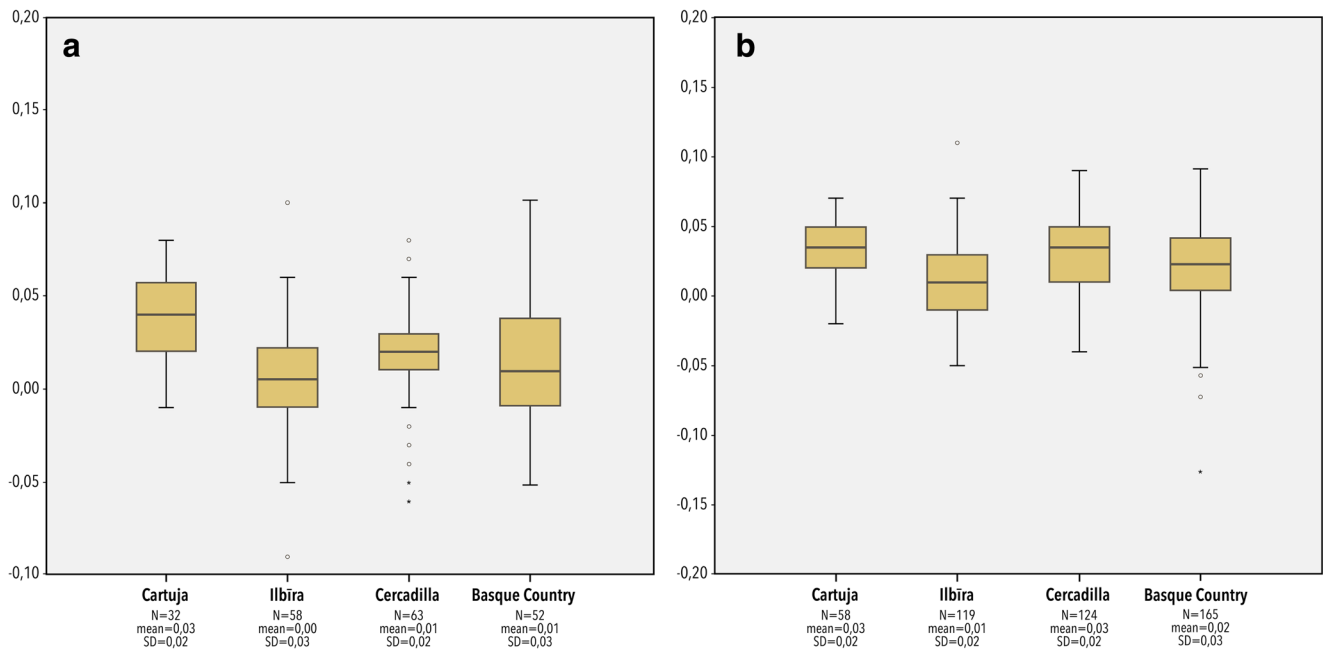 a
0,20
0,15
0,10
0,05
0,00
-0,05
-0,10
Cartuja Ilbīra Cercadilla Basque Country
N=32 N=58 N=63 N=52
mean=0,03 mean=0,00 mean=0,01 mean=0,01
SD=0,02 SD=0,03 SD=0,02 SD=0,03
b
0,20
0,15
0,10
0,05
0,00
-0,05
-0,10
-0,15
-0,20
Cartuja Ilbīra Cercadilla Basque Country
N=58 N=119 N=124 N=165
mean=0,03 mean=0,01 mean=0,03 mean=0,02
SD=0,02 SD=0,02 SD=0,02 SD=0,03